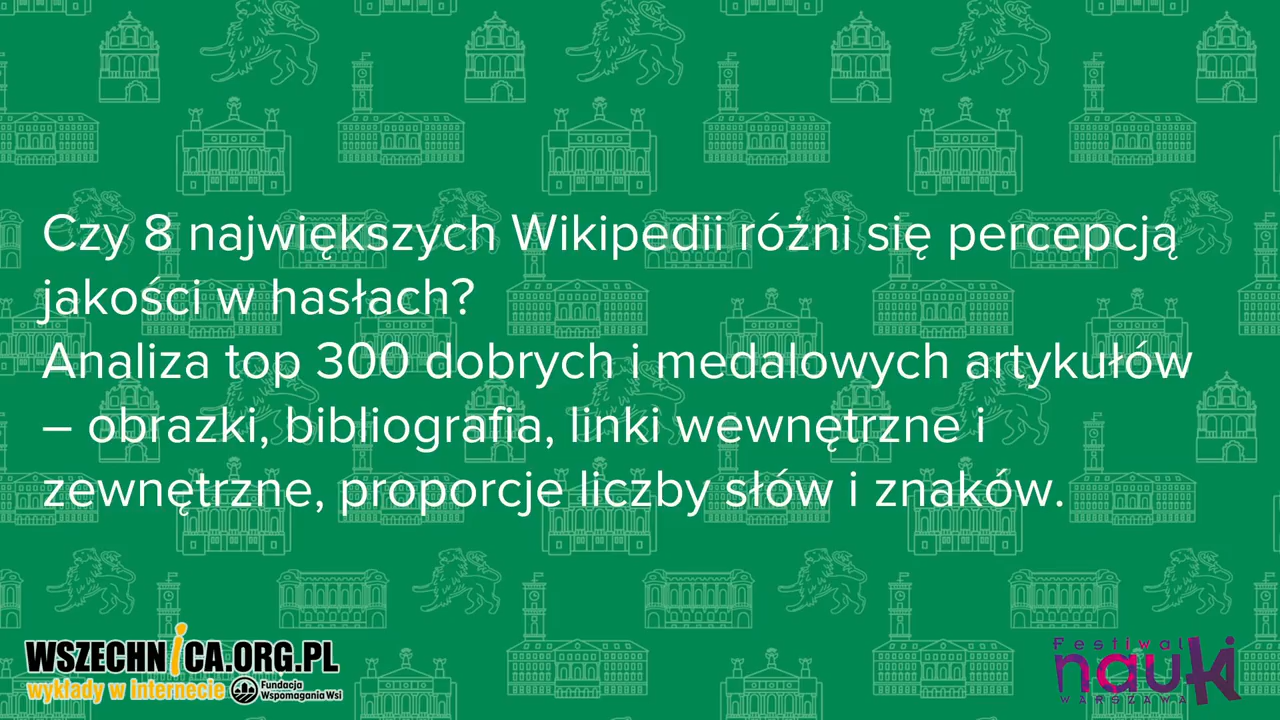 Czy 8 największych Wikipedii różni się percepcją
jakości w hasłach?
Analiza top 300 dobrych i medalowych artykułów
– obrazki, bibliografia, linki wewnętrzne i
zewnętrzne, proporcje liczby słów i znaków.
WSZECHNICA.ORG.PL
wykłady w internecie
Fundacja
Wspomagania Wsi
Festiwal
nauki
WARSZAWA